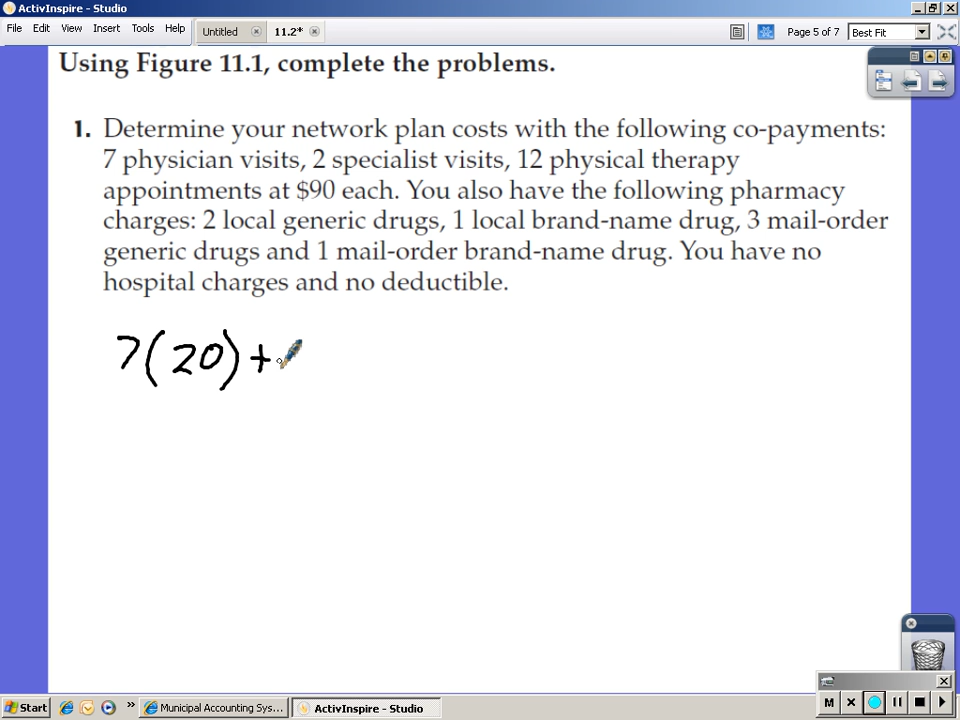 ActivInspire - Studio
File Edit View Insert Tools Help Untitled 11.2* Page 5 of 7 Best Fit
Using Figure 11.1, complete the problems.
1. Determine your network plan costs with the following co-payments:
7 physician visits, 2 specialist visits, 12 physical therapy
appointments at $90 each. You also have the following pharmacy
charges: 2 local generic drugs, 1 local brand-name drug, 3 mail-order
generic drugs and 1 mail-order brand-name drug. You have no
hospital charges and no deductible.
7(20)+
M
Start Municipal Accounting Sys... ActivInspire - Studio